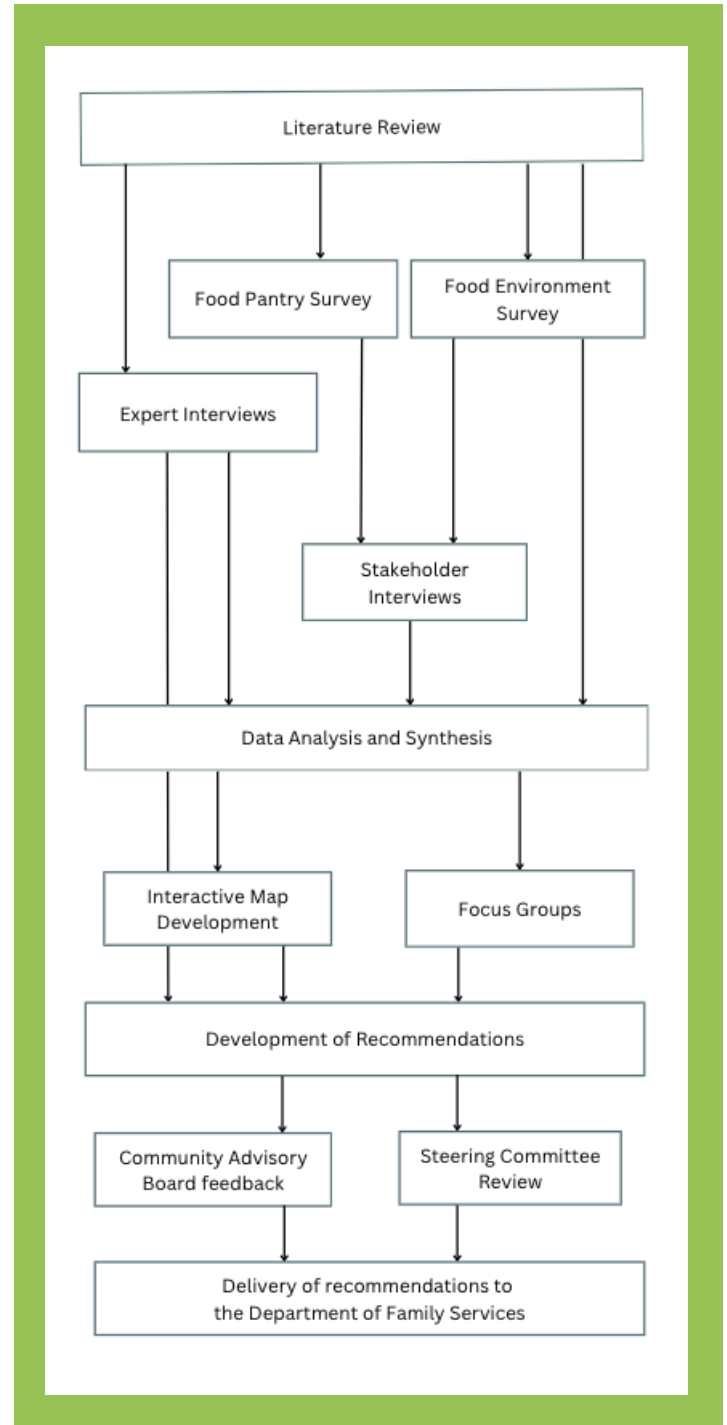 Literature Review
Food Pantry Survey
Food Environment
Survey
Expert Interviews
Stakeholder
Interviews
Data Analysis and Synthesis
Interactive Map
Development
Focus Groups
Development of Recommendations
Community Advisory
Board feedback
Steering Committee
Review
Delivery of recommendations to
the Department of Family Services